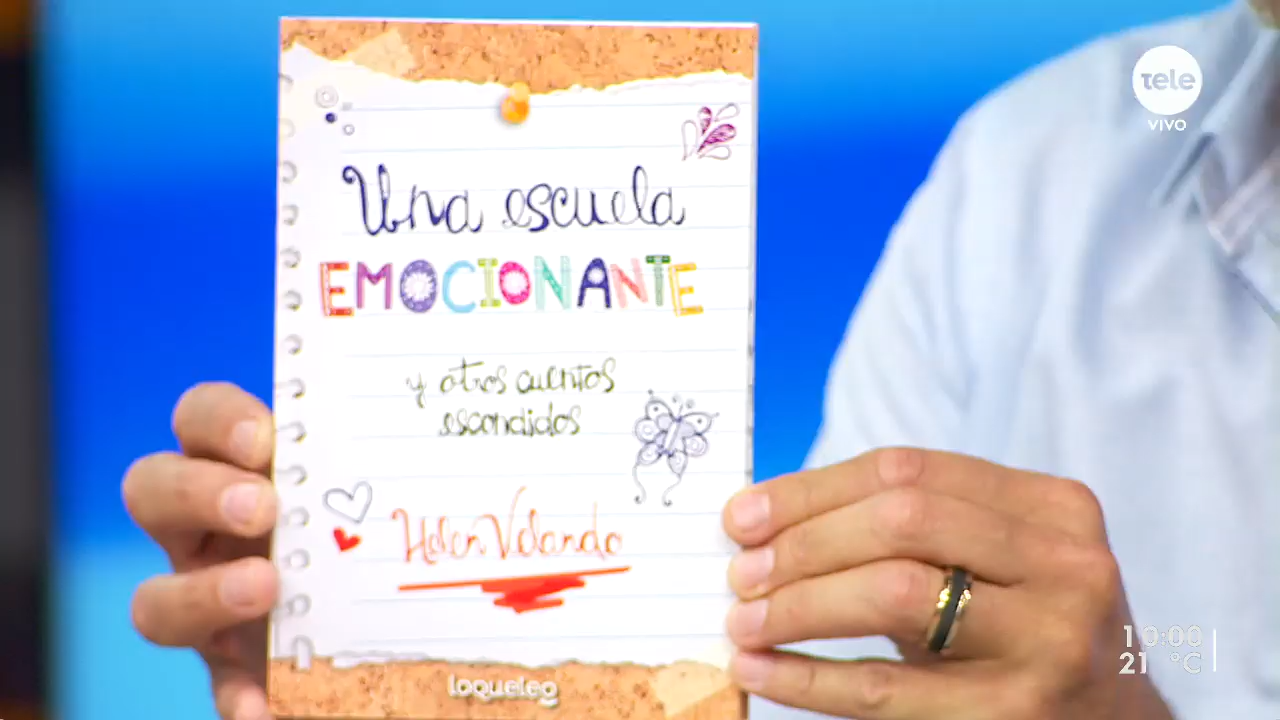 tele
VIVO
Una escuela
EMOCIONANTE
y otros cuentos
escondidos
Helen Velando
loqueleo
10:00
21 °C